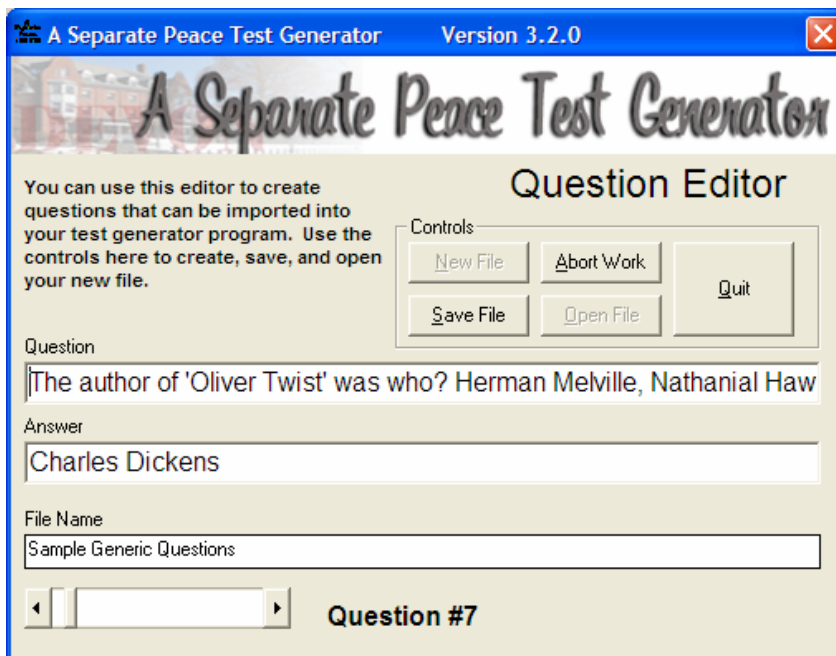 A Separate Peace Test Generator Version 3.2.0
A Separate Peace Test Generator
You can use this editor to create
questions that can be imported into
your test generator program. Use the
controls here to create, save, and open
your new file.
Question Editor
Controls
New File
Abort Work
Quit
Save File
Open File
Question
The author of 'Oliver Twist' was who? Herman Melville, Nathanial Haw
Answer
Charles Dickens
File Name
Sample Generic Questions
Question #7